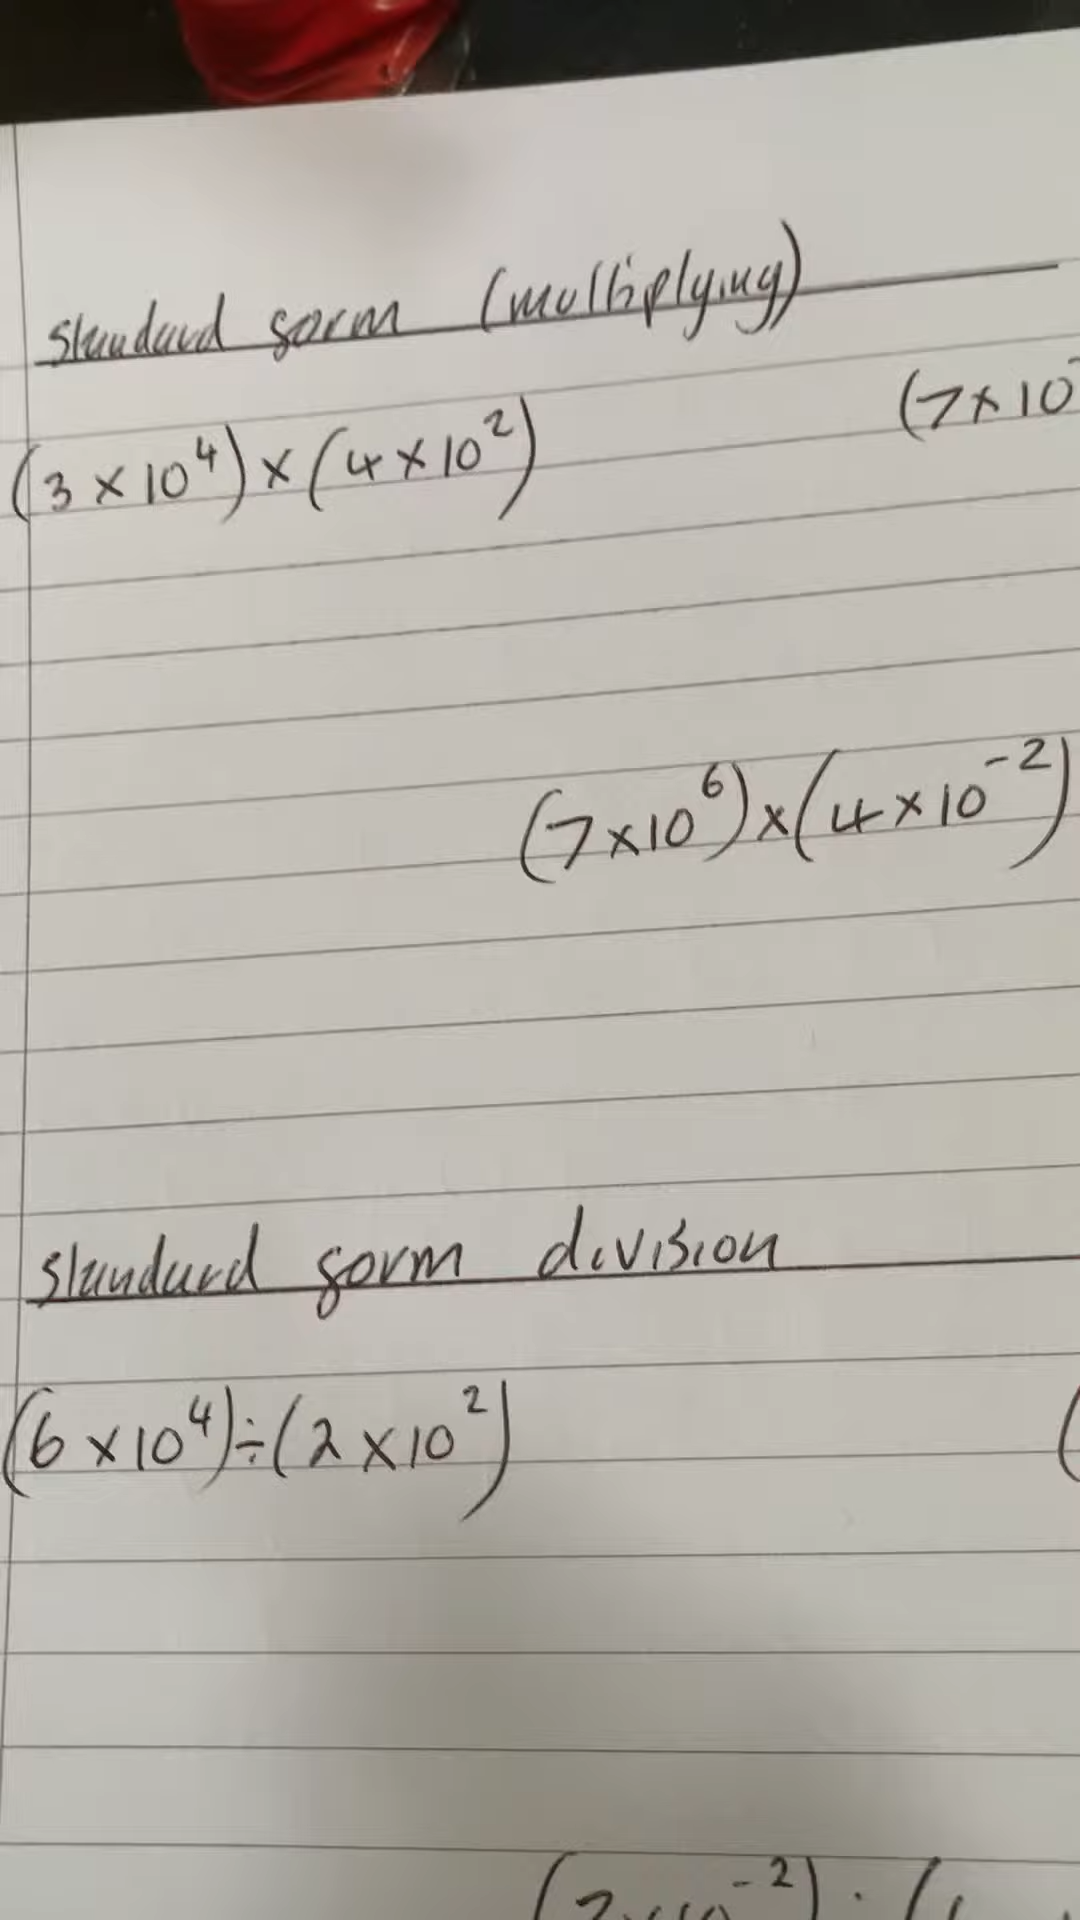 standard form (multiplying)
(3 × 10⁴) × (4 × 10²)
(7 × 10
(7 × 10⁶) × (4 × 10⁻²)
standard form division
(6 × 10⁴) ÷ (2 × 10²)
(